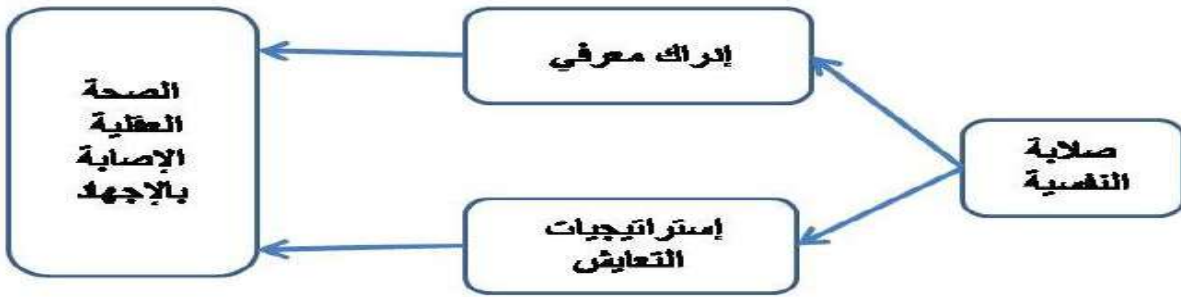 صلابة
النفسية
إدراك معرفي
إستراتيجيات
التعايش
الصحة
العقلية
الإصابة
بالإجهاد